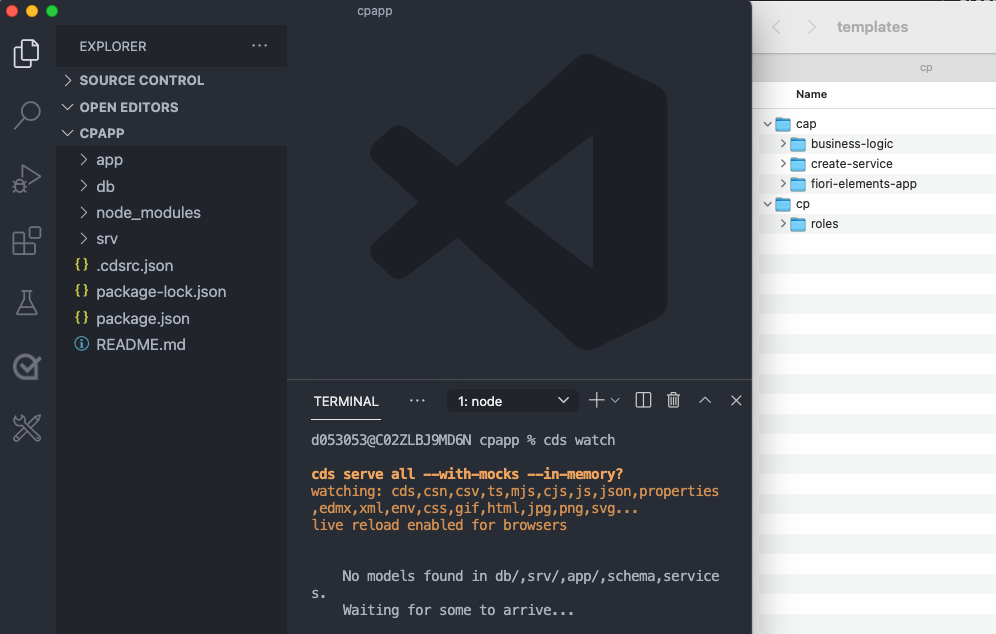 cpapp
EXPLORER
SOURCE CONTROL
OPEN EDITORS
CPAPP
app
db
node_modules
srv
{} .cdsrc.json
{} package-lock.json
{} package.json
README.md
TERMINAL
1: node
d053053@C02ZLBJ9MD6N cpapp % cds watch
cds serve all --with-mocks --in-memory?
watching: cds,csn,csv,ts,mjs,cjs,js,json,properties
,edmx,xml,env,css,gif,html,jpg,png,svg...
live reload enabled for browsers
No models found in db/,srv/,app/,schema,service
s.
Waiting for some to arrive...
templates
cp
Name
cap
business-logic
create-service
fiori-elements-app
cp
roles